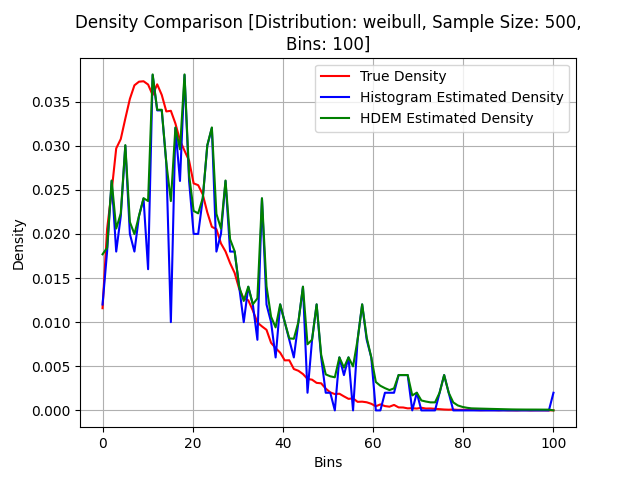 Density Comparison [Distribution: weibull, Sample Size: 500,
Bins: 100]
True Density
Histogram Estimated Density
HDEM Estimated Density
Density
0.035
0.030
0.025
0.020
0.015
0.010
0.005
0.000
0 20 40 60 80 100
Bins